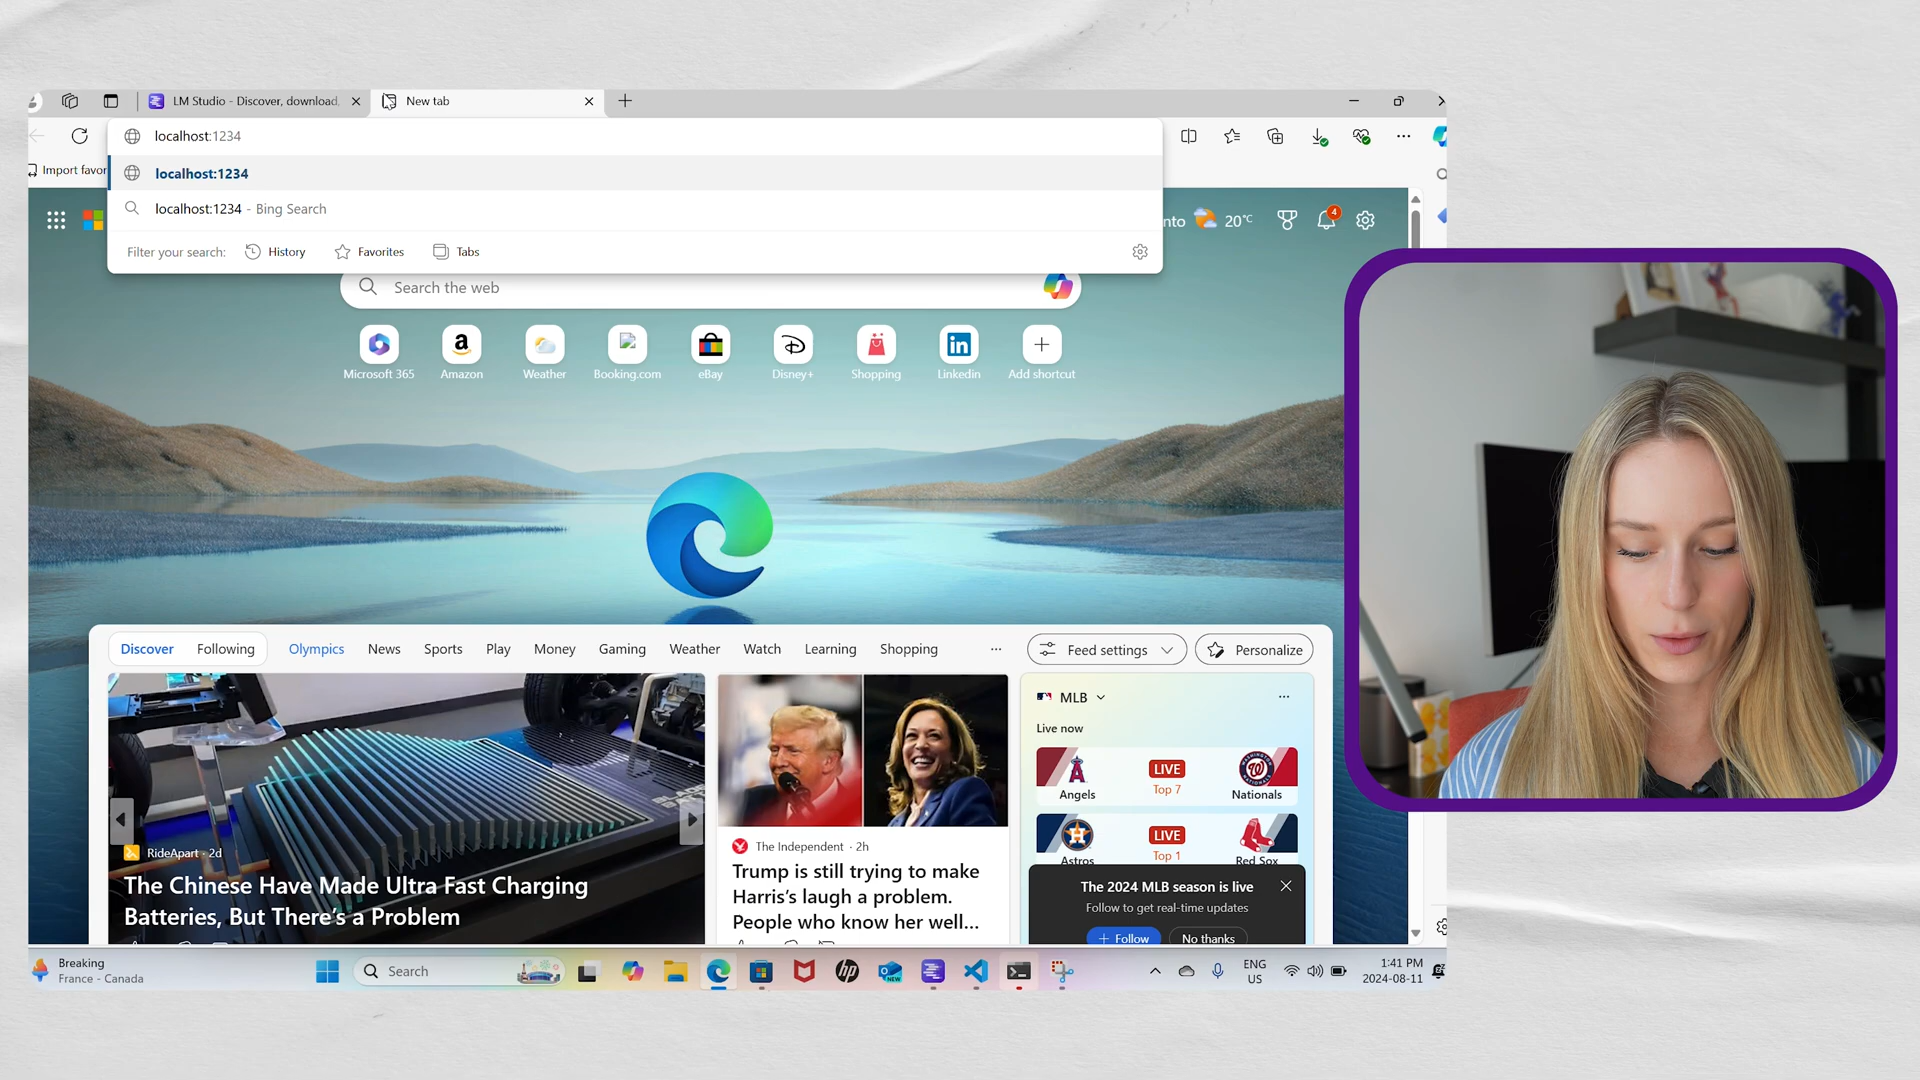 LM Studio - Discover, download,
New tab
localhost:1234
Import favor
localhost:1234
localhost:1234 - Bing Search
nto
20°C
4
Filter your search:
History
Favorites
Tabs
Search the web
Microsoft 365
Amazon
Weather
Booking.com
eBay
Disney+
Shopping
Linkedin
Add shortcut
Discover
Following
Olympics
News
Sports
Play
Money
Gaming
Weather
Watch
Learning
Shopping
Feed settings
Personalize
RideApart · 2d
The Chinese Have Made Ultra Fast Charging
Batteries, But There's a Problem
The Independent · 2h
Trump is still trying to make
Harris's laugh a problem.
People who know her well...
MLB
Live now
Angels
LIVE
Top 7
Nationals
Astros
LIVE
Top 1
Red Sox
The 2024 MLB season is live
Follow to get real-time updates
+ Follow
No thanks
Breaking
France - Canada
Search
NEW
ENG
US
1:41 PM
2024-08-11